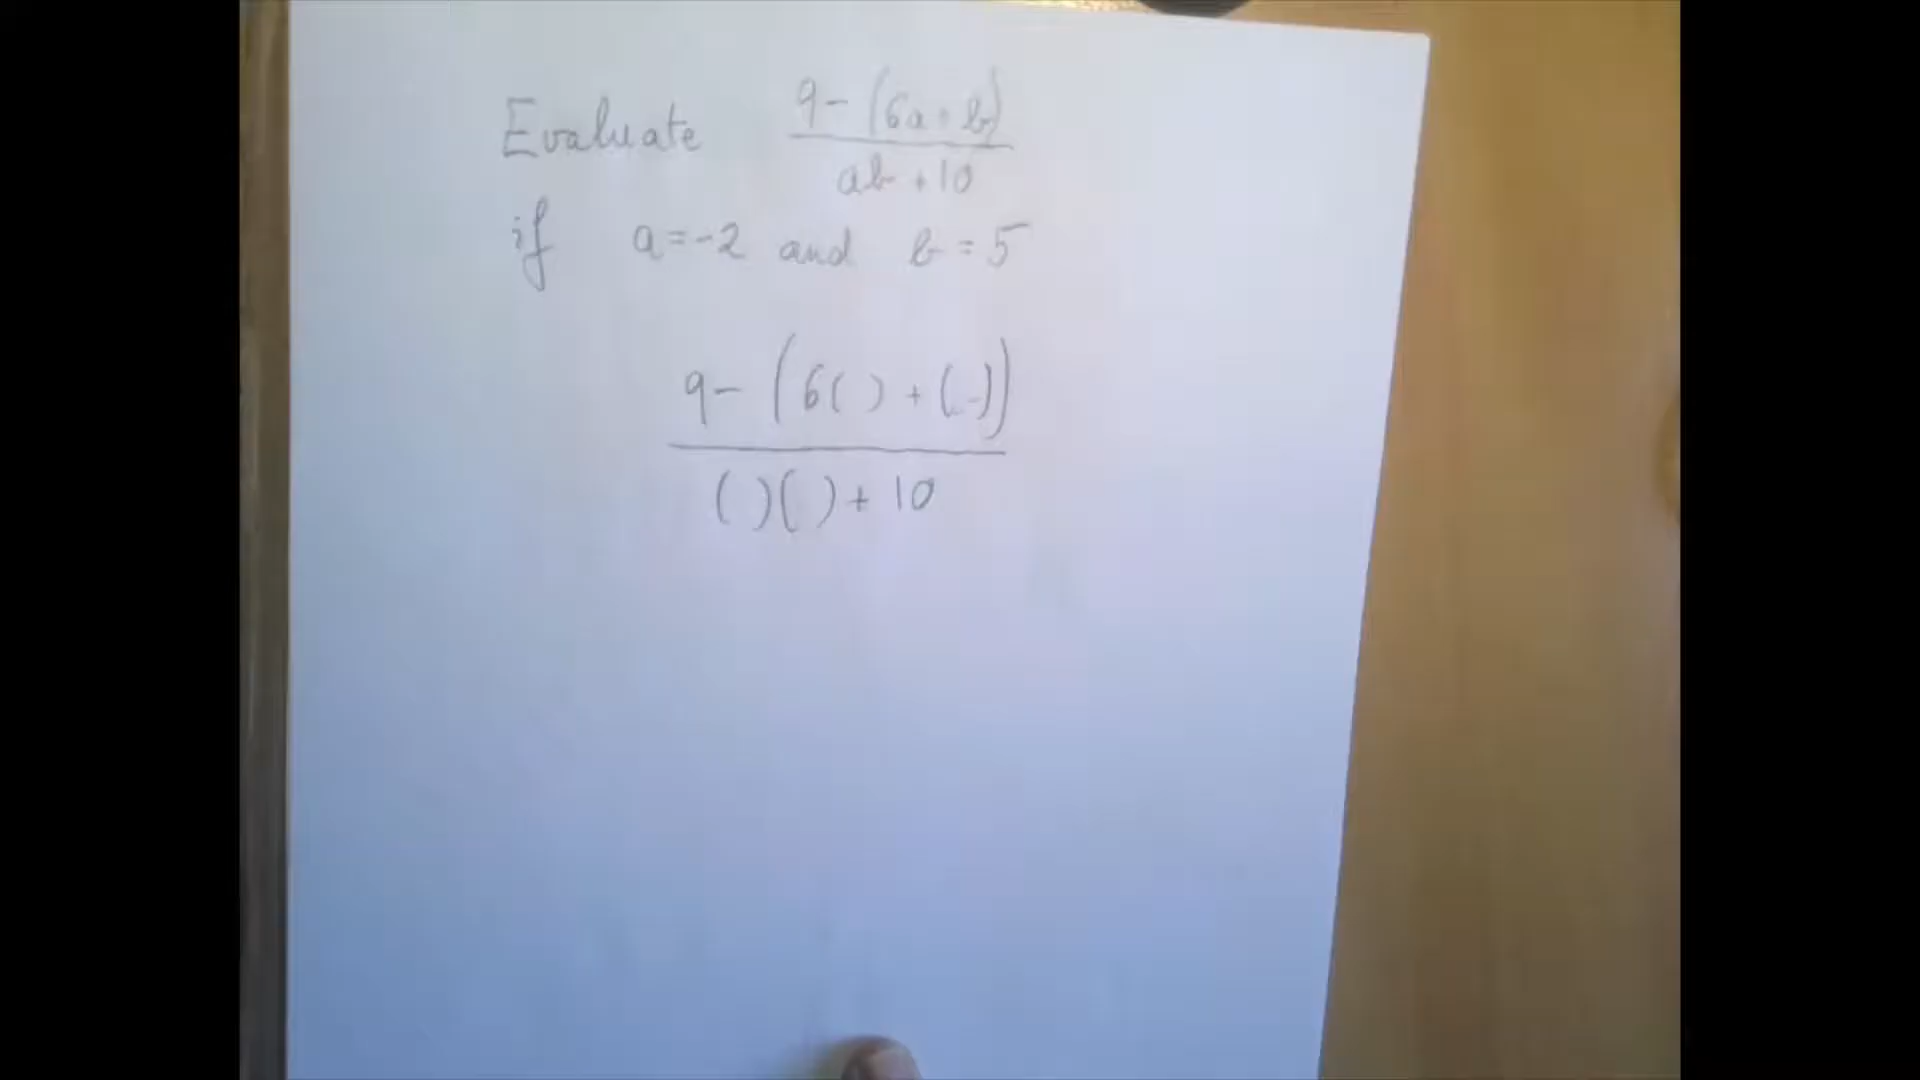 Evaluate 9-(6a+b)
ab+10
if a=-2 and b=5
9-(6( )+( ))
( )( )+10